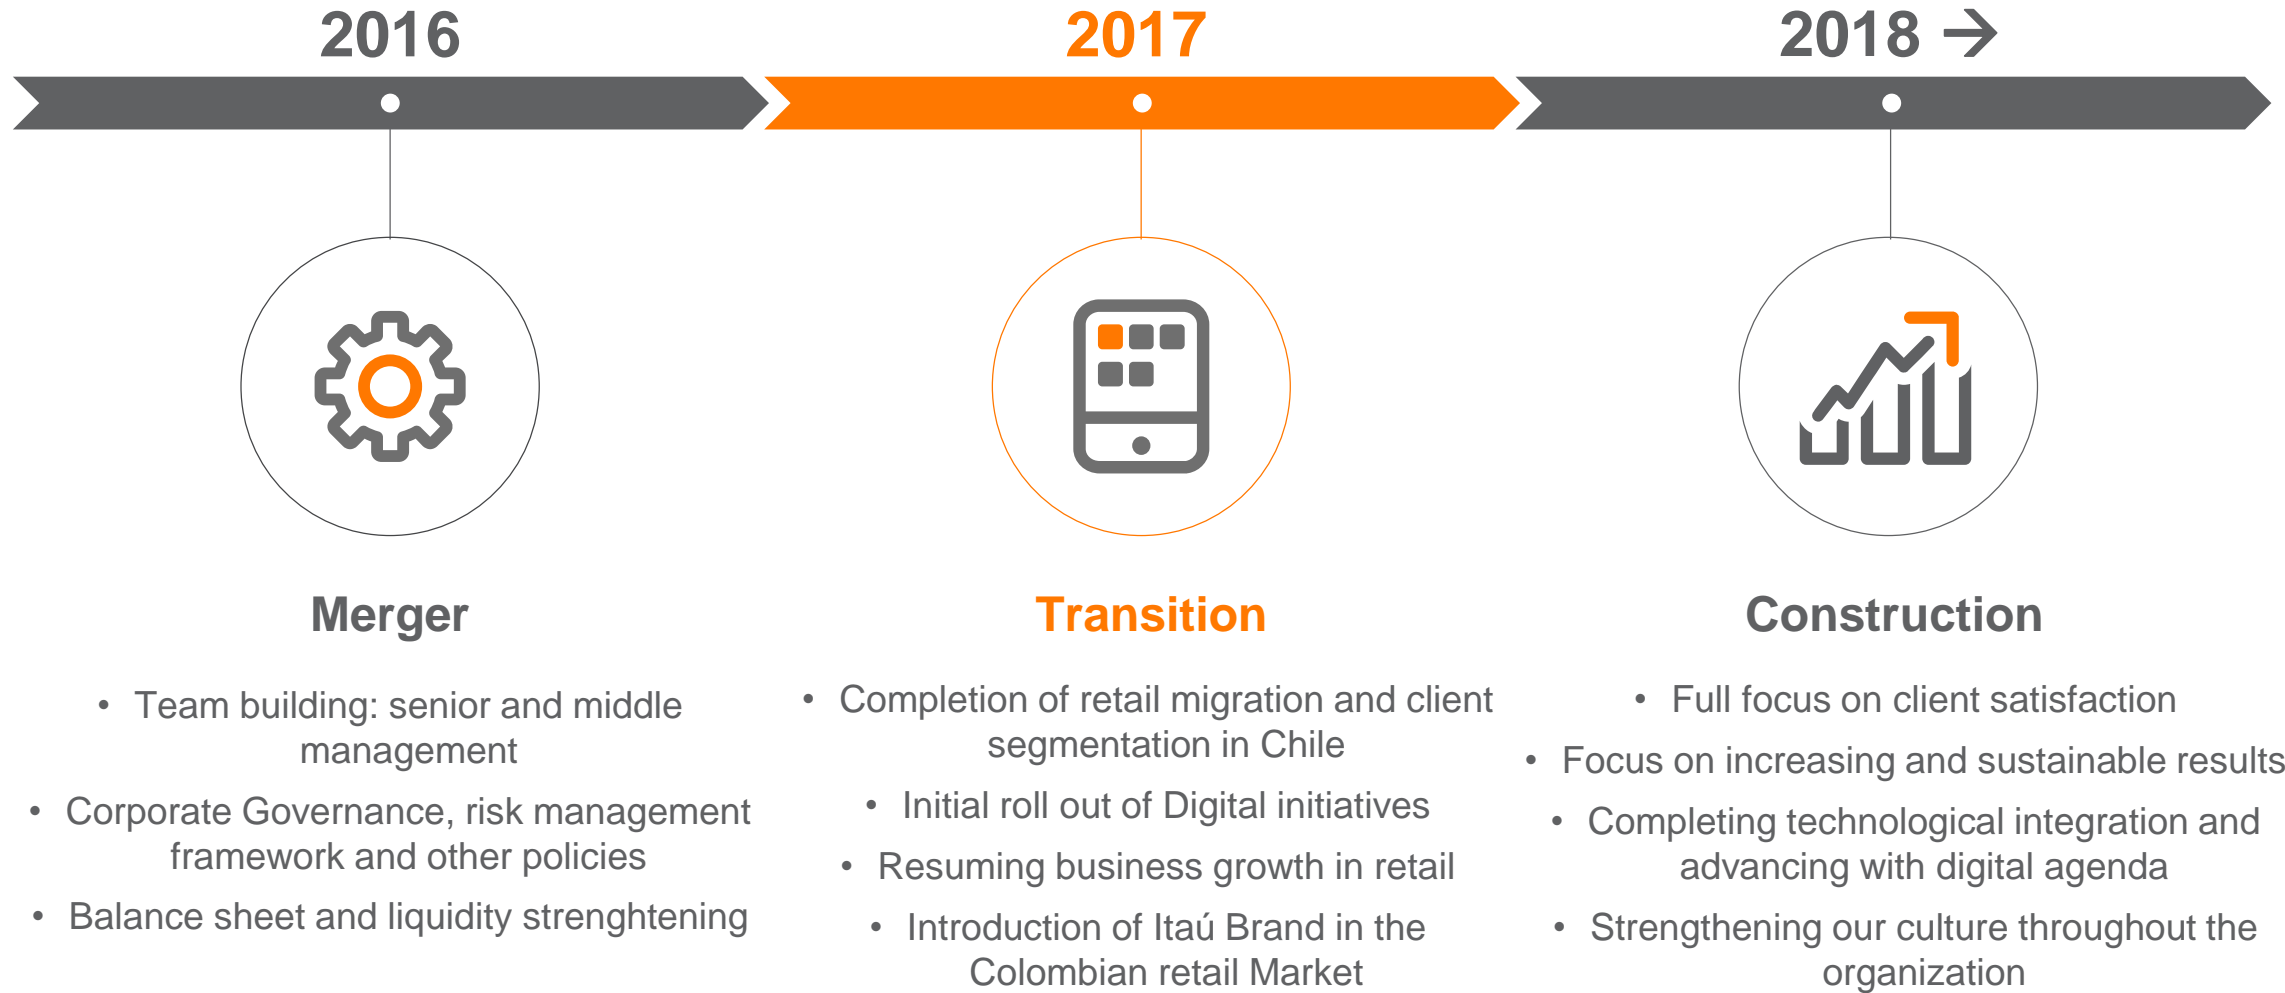 2016
2017
2018 →
Merger
• Team building: senior and middle
management
• Corporate Governance, risk management
framework and other policies
• Balance sheet and liquidity strenghtening
Transition
• Completion of retail migration and client
segmentation in Chile
• Initial roll out of Digital initiatives
• Resuming business growth in retail
• Introduction of Itaú Brand in the
Colombian retail Market
Construction
• Full focus on client satisfaction
• Focus on increasing and sustainable results
• Completing technological integration and
advancing with digital agenda
• Strengthening our culture throughout the
organization